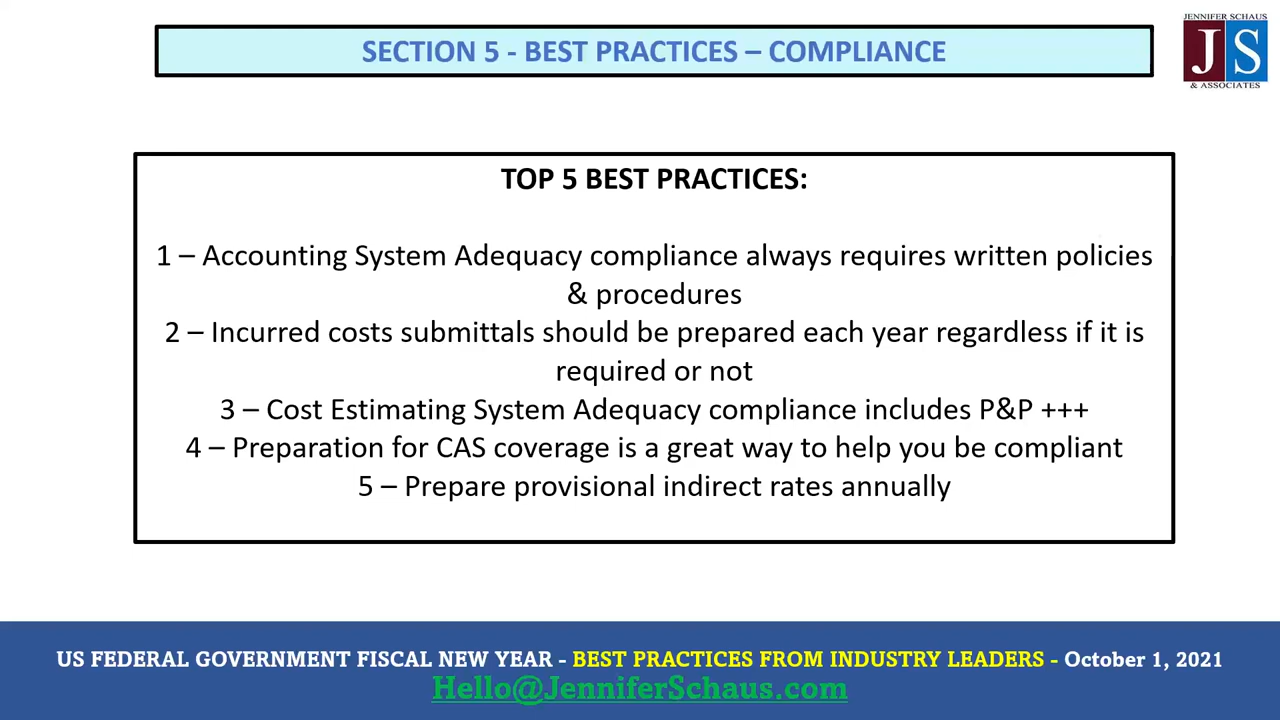 SECTION 5 - BEST PRACTICES – COMPLIANCE
JENNIFER SCHAUS
JS
& ASSOCIATES
TOP 5 BEST PRACTICES:
1 – Accounting System Adequacy compliance always requires written policies
& procedures
2 – Incurred costs submittals should be prepared each year regardless if it is
required or not
3 – Cost Estimating System Adequacy compliance includes P&P +++
4 – Preparation for CAS coverage is a great way to help you be compliant
5 – Prepare provisional indirect rates annually
US FEDERAL GOVERNMENT FISCAL NEW YEAR - BEST PRACTICES FROM INDUSTRY LEADERS - October 1, 2021
Hello@JenniferSchaus.com